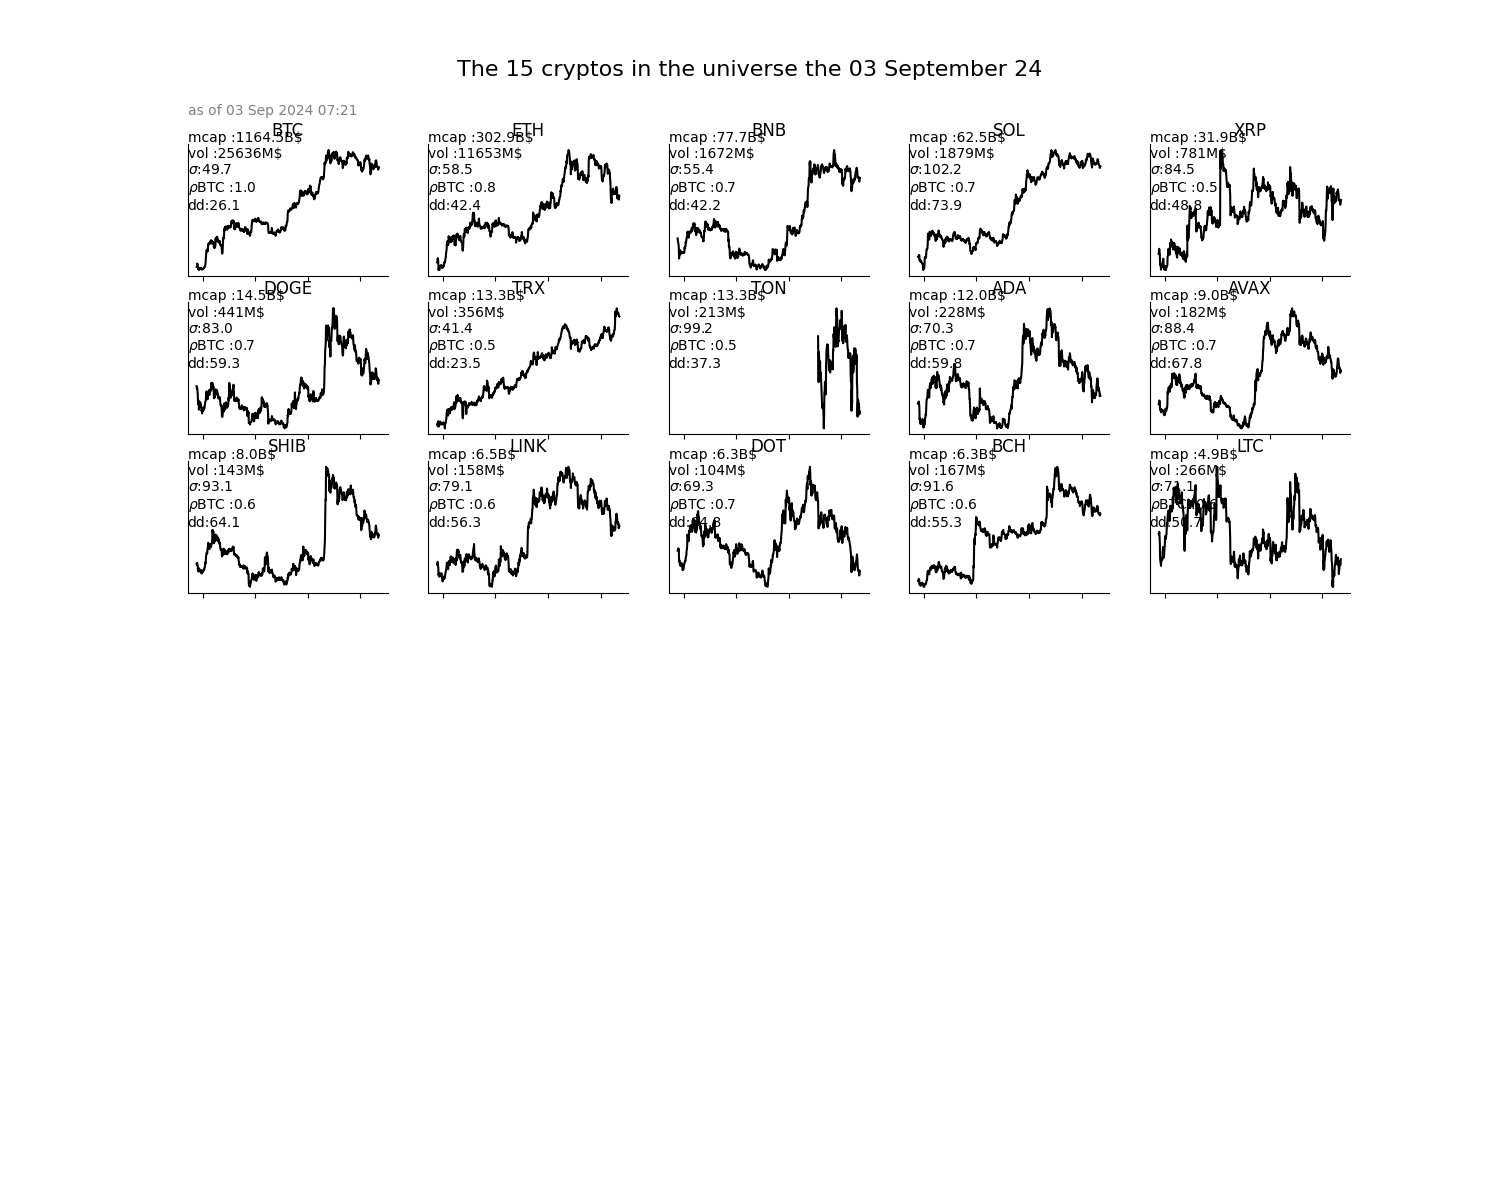 The 15 cryptos in the universe the 03 September 24
as of 03 Sep 2024 07:21
BTC
mcap :1164.5B$
vol :25636M$
σ:49.7
ρBTC :1.0
dd:26.1
ETH
mcap :302.9B$
vol :11653M$
σ:58.5
ρBTC :0.8
dd:42.4
BNB
mcap :77.7B$
vol :1672M$
σ:55.4
ρBTC :0.7
dd:42.2
SOL
mcap :62.5B$
vol :1879M$
σ:102.2
ρBTC :0.7
dd:73.9
XRP
mcap :31.9B$
vol :781M$
σ:84.5
ρBTC :0.5
dd:48.8
DOGE
mcap :14.5B$
vol :441M$
σ:83.0
ρBTC :0.7
dd:59.3
TRX
mcap :13.3B$
vol :356M$
σ:41.4
ρBTC :0.5
dd:23.5
TON
mcap :13.3B$
vol :213M$
σ:99.2
ρBTC :0.5
dd:37.3
ADA
mcap :12.0B$
vol :228M$
σ:70.3
ρBTC :0.7
dd:59.8
AVAX
mcap :9.0B$
vol :182M$
σ:88.4
ρBTC :0.7
dd:67.8
SHIB
mcap :8.0B$
vol :143M$
σ:93.1
ρBTC :0.6
dd:64.1
LINK
mcap :6.5B$
vol :158M$
σ:79.1
ρBTC :0.6
dd:56.3
DOT
mcap :6.3B$
vol :104M$
σ:69.3
ρBTC :0.7
BCH
mcap :6.3B$
vol :167M$
σ:91.6
ρBTC :0.6
dd:55.3
LTC
mcap :4.9B$
vol :266M$
σ:71.1
ρBTC :0.6